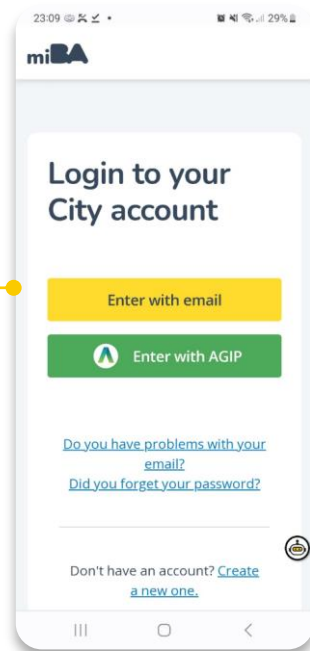 23:09
29%
miBA
Login to your
City account
Enter with email
Enter with AGIP
Do you have problems with your
email?
Did you forget your password?
Don't have an account? Create
a new one.